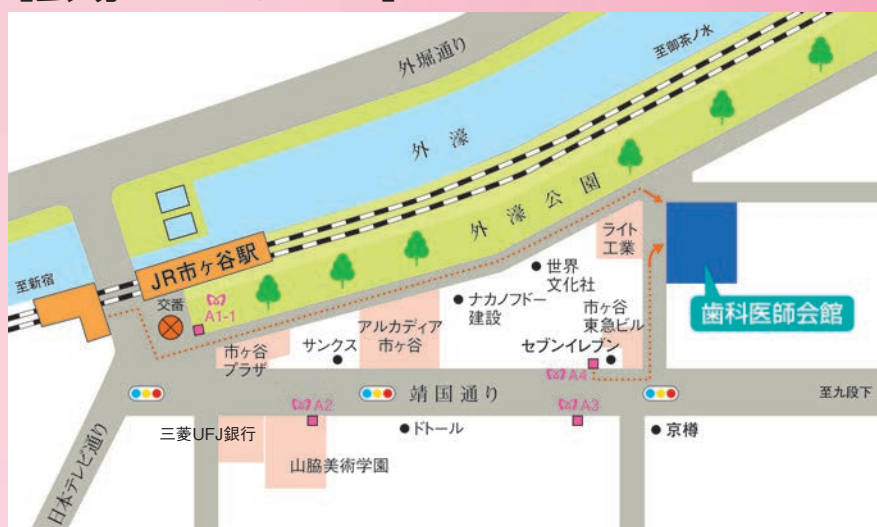 外堀通り
至御茶ノ水
外濠
外濠公園
JR市ヶ谷駅
至新宿
交番
A1-1
ライト
工業
世界
文化社
ナカノフドー
建設
市ヶ谷
東急ビル
歯科医師会館
アルカディア
市ヶ谷
サンクス
市ヶ谷
プラザ
セブンイレブン
A4
靖国通り
至九段下
A2
A3
三菱UFJ銀行
ドトール
京樽
山脇美術学園
日本テレビ通り